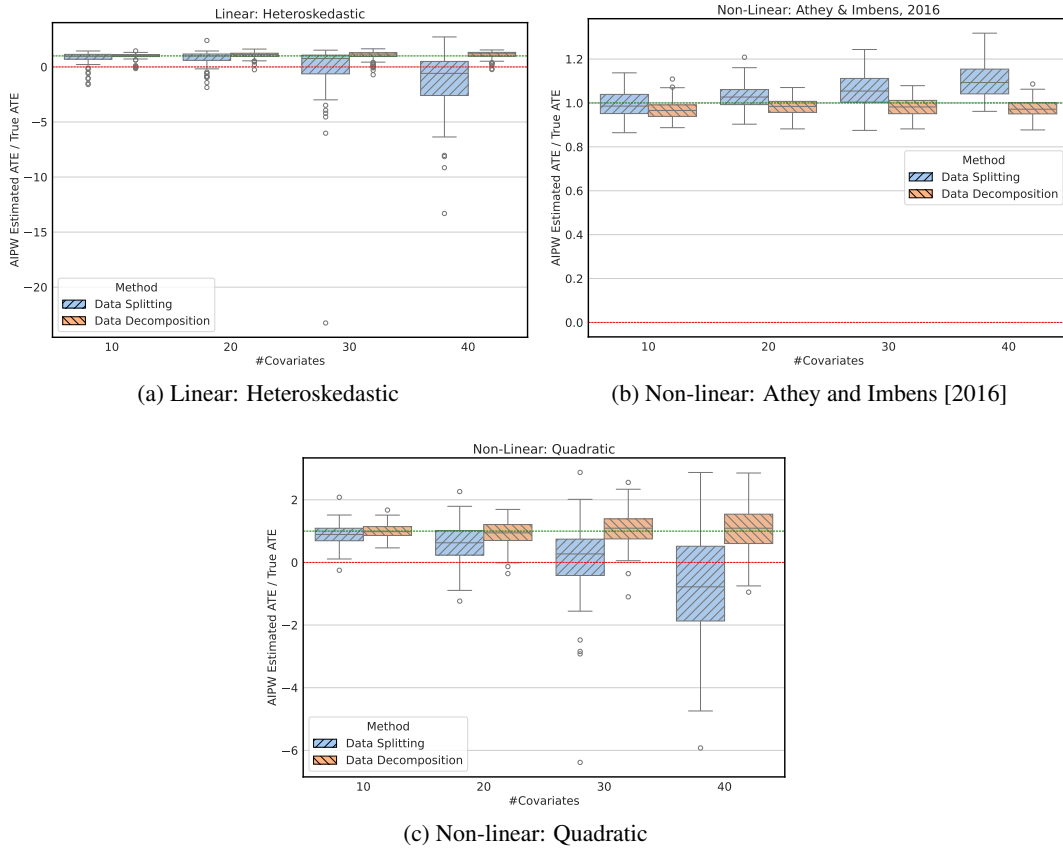 Linear: Heteroskedastic
AIPW Estimated ATE / True ATE
0
−5
−10
−15
−20
Method
Data Splitting
Data Decomposition
10 20 30 40
#Covariates
(a) Linear: Heteroskedastic
Non-Linear: Athey & Imbens, 2016
AIPW Estimated ATE / True ATE
1.2
1.0
0.8
0.6
0.4
0.2
0.0
Method
Data Splitting
Data Decomposition
10 20 30 40
#Covariates
(b) Non-linear: Athey and Imbens [2016]
Non-Linear: Quadratic
AIPW Estimated ATE / True ATE
2
0
−2
−4
−6
Method
Data Splitting
Data Decomposition
10 20 30 40
#Covariates
(c) Non-linear: Quadratic